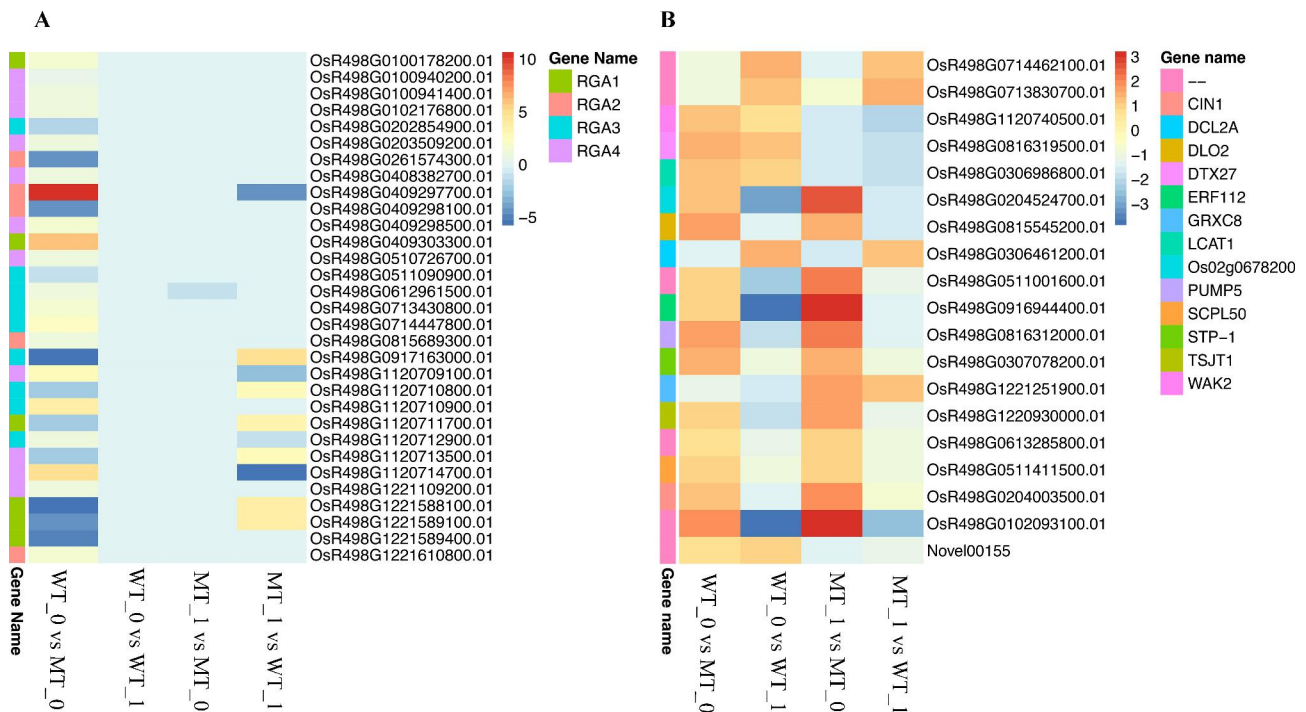 A
OsR498G0100178200.01
OsR498G0100940200.01
OsR498G0100941400.01
OsR498G0102176800.01
OsR498G0202854900.01
OsR498G0203509200.01
OsR498G0261574300.01
OsR498G0408382700.01
OsR498G0409297700.01
OsR498G0409298100.01
OsR498G0409298500.01
OsR498G0409303300.01
OsR498G0510726700.01
OsR498G0511090900.01
OsR498G0612961500.01
OsR498G0713430800.01
OsR498G0714447800.01
OsR498G0815689300.01
OsR498G0917163000.01
OsR498G1120709100.01
OsR498G1120710800.01
OsR498G1120710900.01
OsR498G1120711700.01
OsR498G1120712900.01
OsR498G1120713500.01
OsR498G1120714700.01
OsR498G1221109200.01
OsR498G1221588100.01
OsR498G1221589100.01
OsR498G1221589400.01
OsR498G1221610800.01
10
5
0
−5
Gene Name
RGA1
RGA2
RGA3
RGA4
Gene Name
WT_0 vs MT_0
WT_0 vs WT_1
MT_1 vs MT_0
MT_1 vs WT_1
B
OsR498G0714462100.01
OsR498G0713830700.01
OsR498G1120740500.01
OsR498G0816319500.01
OsR498G0306986800.01
OsR498G0204524700.01
OsR498G0815545200.01
OsR498G0306461200.01
OsR498G0511001600.01
OsR498G0916944400.01
OsR498G0816312000.01
OsR498G0307078200.01
OsR498G1221251900.01
OsR498G1220930000.01
OsR498G0613285800.01
OsR498G0511411500.01
OsR498G0204003500.01
OsR498G0102093100.01
Novel00155
3
2
1
0
−1
−2
−3
Gene name
--
CIN1
DCL2A
DLO2
DTX27
ERF112
GRXC8
LCAT1
Os02g0678200
PUMP5
SCPL50
STP−1
TSJT1
WAK2
Gene name
WT_0 vs MT_0
WT_0 vs WT_1
MT_1 vs MT_0
MT_1 vs WT_1